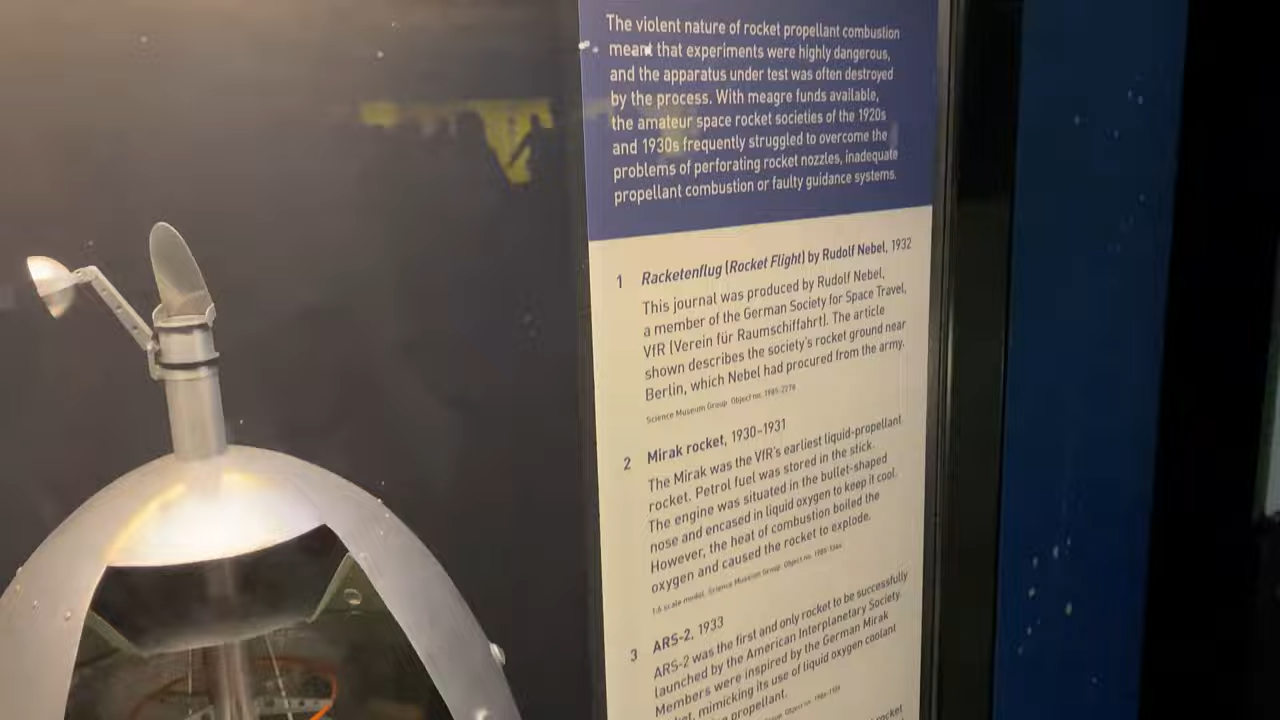 The violent nature of rocket propellant combustion
meant that experiments were highly dangerous,
and the apparatus under test was often destroyed
by the process. With meagre funds available,
the amateur space rocket societies of the 1920s
and 1930s frequently struggled to overcome the
problems of perforating rocket nozzles, inadequate
propellant combustion or faulty guidance systems.
1 Racketenflug (Rocket Flight) by Rudolf Nebel, 1932
This journal was produced by Rudolf Nebel,
a member of the German Society for Space Travel,
VfR (Verein für Raumschiffahrt). The article
shown describes the society's rocket ground near
Berlin, which Nebel had procured from the army.
Science Museum Group. Object no. 1985-2276
2 Mirak rocket, 1930–1931
The Mirak was the VfR's earliest liquid-propellant
rocket. Petrol fuel was stored in the stick.
The engine was situated in the bullet-shaped
nose and encased in liquid oxygen to keep it cool.
However, the heat of combustion boiled the
oxygen and caused the rocket to explode.
1:6 scale model. Science Museum Group. Object no.
3 ARS-2, 1933
ARS-2 was the first and only rocket to be successfully
launched by the American Interplanetary Society.
Members were inspired by the German Mirak
mimicking its use of liquid oxygen coolant
propellant.
Group. Object no.
rocket